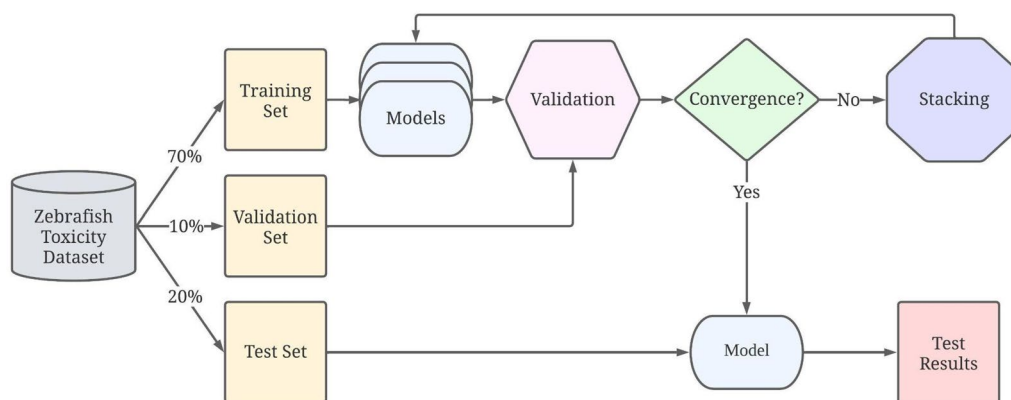 Zebrafish
Toxicity
Dataset
70%
10%
20%
Training
Set
Validation
Set
Test Set
Models
Validation
Convergence?
No
Stacking
Yes
Model
Test
Results